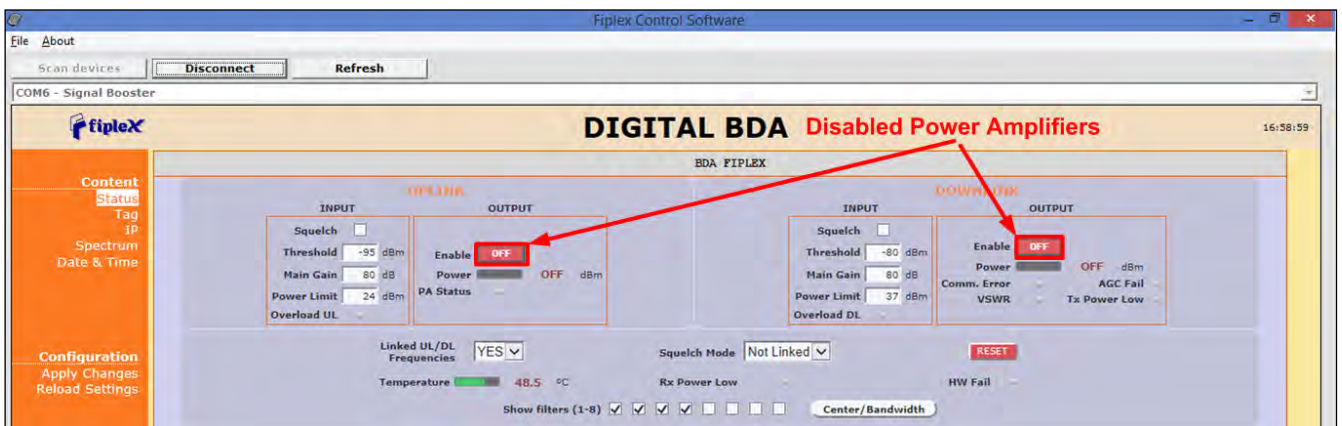 Fiplex Control Software
File About
Scan devices Disconnect Refresh
COM6 - Signal Booster
fipleX
DIGITAL BDA Disabled Power Amplifiers 16:58:59
BDA FIPLEX
Content
Status
Tag
IP
Spectrum
Date & Time
Configuration
Apply Changes
Reload Settings
UPLINK
INPUT OUTPUT
Squelch
Threshold -95 dBm
Main Gain 80 dB
Power Limit 24 dBm
Overload UL -
Enable OFF
Power OFF dBm
PA Status -
DOWNLINK
INPUT OUTPUT
Squelch
Threshold -80 dBm
Main Gain 80 dB
Power Limit 37 dBm
Overload DL -
Enable OFF
Power OFF dBm
Comm. Error - AGC Fail -
VSWR - Tx Power Low -
Linked UL/DL
Frequencies YES Squelch Mode Not Linked RESET
Temperature 48.5 ºC Rx Power Low - HW Fail -
Show filters (1-8) Center/Bandwidth